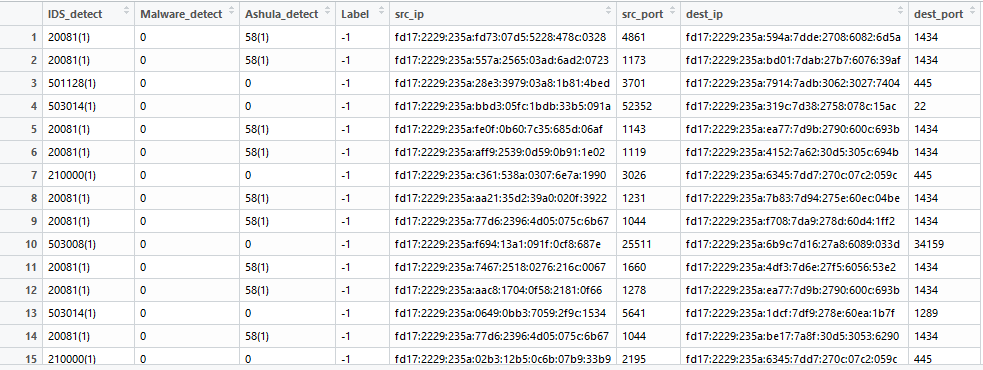 IDS_detect Malware_detect Ashula_detect Label src_ip src_port dest_ip dest_port
1 20081(1) 0 58(1) -1 fd17:2229:235a:fd73:07d5:5228:478c:0328 4861 fd17:2229:235a:594a:7dde:2708:6082:6d5a 1434
2 20081(1) 0 58(1) -1 fd17:2229:235a:557a:2565:03ad:6ad2:0723 1173 fd17:2229:235a:bd01:7dab:27b7:6076:39af 1434
3 501128(1) 0 0 -1 fd17:2229:235a:28e3:3979:03a8:1b81:4bed 3701 fd17:2229:235a:7914:7adb:3062:3027:7404 445
4 503014(1) 0 0 -1 fd17:2229:235a:bbd3:05fc:1bdb:33b5:091a 52352 fd17:2229:235a:319c:7d38:2758:078c:15ac 22
5 20081(1) 0 58(1) -1 fd17:2229:235a:fe0f:0b60:7c35:685d:06af 1143 fd17:2229:235a:ea77:7d9b:2790:600c:693b 1434
6 20081(1) 0 58(1) -1 fd17:2229:235a:aff9:2539:0d59:0b91:1e02 1119 fd17:2229:235a:4152:7a62:30d5:305c:694b 1434
7 210000(1) 0 0 -1 fd17:2229:235a:c361:538a:0307:6e7a:1990 3026 fd17:2229:235a:6345:7dd7:270c:07c2:059c 445
8 20081(1) 0 58(1) -1 fd17:2229:235a:aa21:35d2:39a0:020f:3922 1231 fd17:2229:235a:7b83:7d94:275e:60ec:04be 1434
9 20081(1) 0 58(1) -1 fd17:2229:235a:77d6:2396:4d05:075c:6b67 1044 fd17:2229:235a:f708:7da9:278d:60d4:1ff2 1434
10 503008(1) 0 0 -1 fd17:2229:235a:f694:13a1:091f:0cf8:687e 25511 fd17:2229:235a:6b9c:7d16:27a8:6089:033d 34159
11 20081(1) 0 58(1) -1 fd17:2229:235a:7467:2518:0276:216c:0067 1660 fd17:2229:235a:4df3:7d6e:27f5:6056:53e2 1434
12 20081(1) 0 58(1) -1 fd17:2229:235a:aac8:1704:0f58:2181:0f66 1278 fd17:2229:235a:ea77:7d9b:2790:600c:693b 1434
13 503014(1) 0 0 -1 fd17:2229:235a:0649:0bb3:7059:2f9c:1534 5641 fd17:2229:235a:1dcf:7df9:278e:60ea:1b7f 1289
14 20081(1) 0 58(1) -1 fd17:2229:235a:77d6:2396:4d05:075c:6b67 1044 fd17:2229:235a:be17:7a8f:30d5:3053:6290 1434
15 210000(1) 0 0 -1 fd17:2229:235a:02b3:12b5:0c6b:07b9:33b9 2195 fd17:2229:235a:6345:7dd7:270c:07c2:059c 445